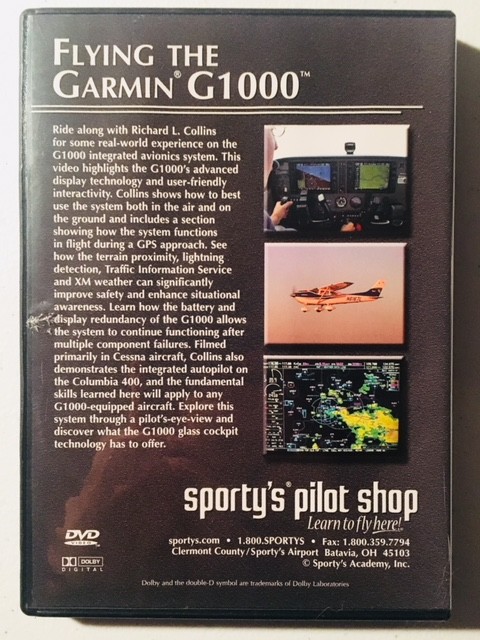 FLYING THE
GARMIN® G1000™
Ride along with Richard L. Collins
for some real-world experience on the
G1000 integrated avionics system. This
video highlights the G1000's advanced
display technology and user-friendly
interactivity. Collins shows how to best
use the system both in the air and on
the ground and includes a section
showing how the system functions
in flight during a GPS approach. See
how the terrain proximity, lightning
detection, Traffic Information Service
and XM weather can significantly
improve safety and enhance situational
awareness. Learn how the battery and
display redundancy of the G1000 allows
the system to continue functioning after
multiple component failures. Filmed
primarily in Cessna aircraft, Collins also
demonstrates the integrated autopilot on
the Columbia 400, and the fundamental
skills learned here will apply to any
G1000-equipped aircraft. Explore this
system through a pilot's-eye-view and
discover what the G1000 glass cockpit
technology has to offer.
sporty's® pilot shop
Learn to fly here!
DVD
VIDEO
DOLBY
DIGITAL
sportys.com • 1.800.SPORTYS • Fax: 1.800.359.7794
Clermont County/Sporty's Airport Batavia, OH 45103
© Sporty's Academy, Inc.
Dolby and the double-D symbol are trademarks of Dolby Laboratories